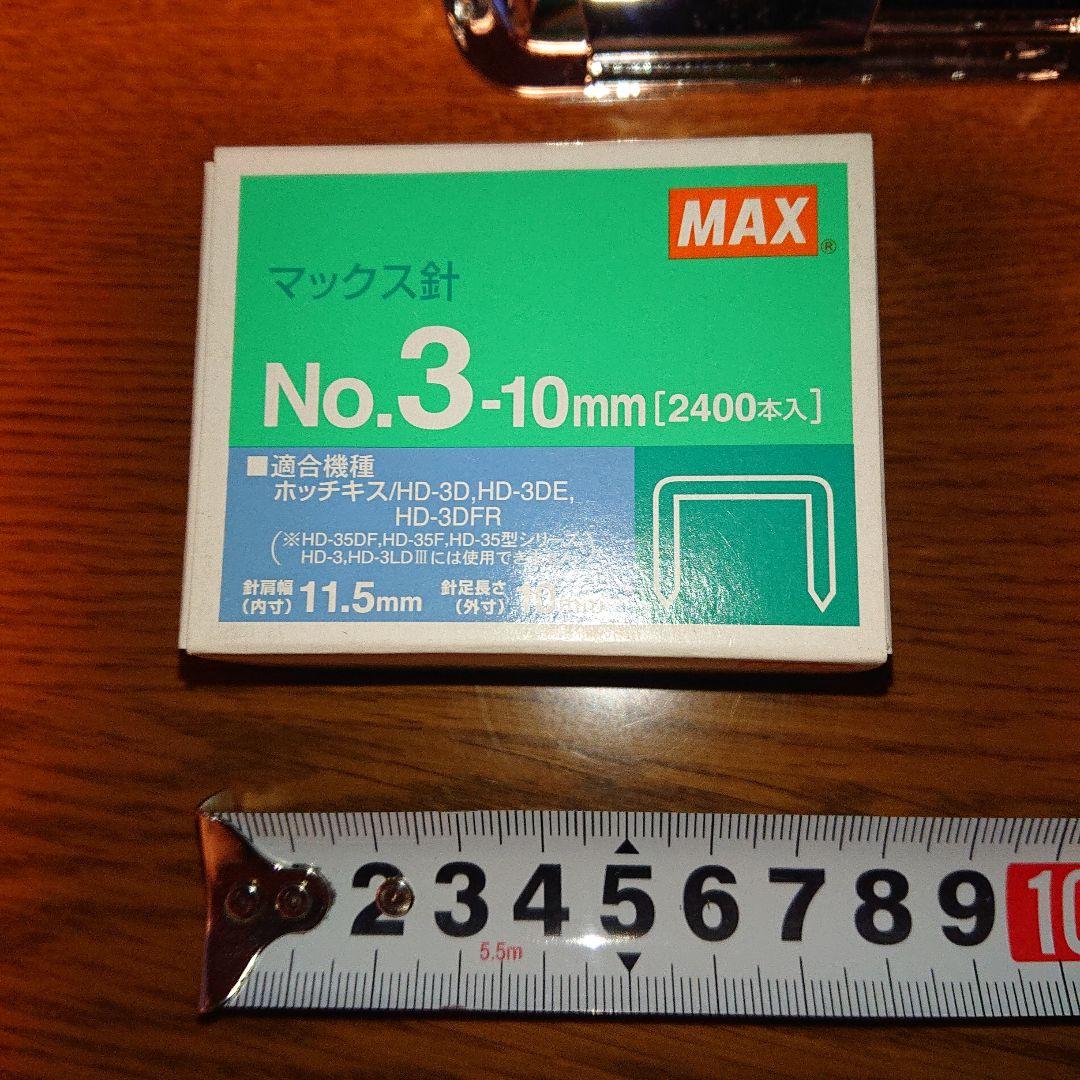 MAX®
マックス針
No.3-10mm[2400本入]
■適合機種
ホッチキス/HD-3D,HD-3DE,
HD-3DFR
(※HD-35DF,HD-35F,HD-35型シリーズ
HD-3,HD-3LDⅢには使用でき
針肩幅
(内寸) 11.5mm
針足長さ
(外寸) 10mm
2 3 4 5 6 7 8 9 10
5.5m